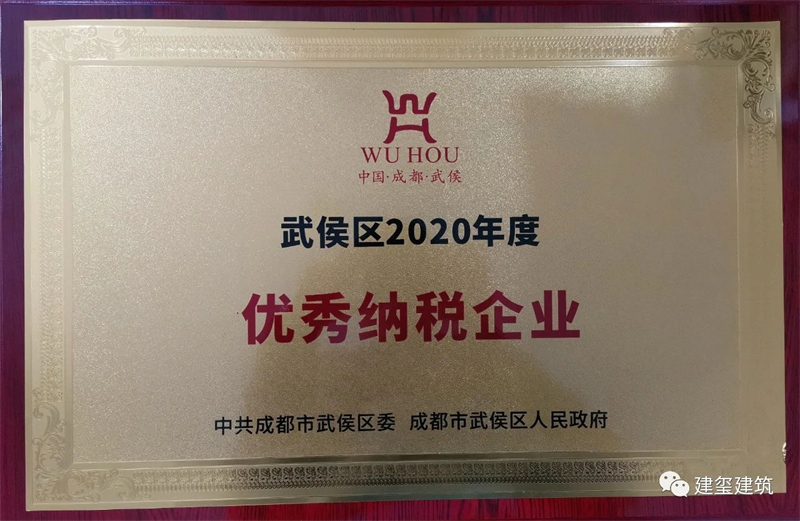 WU HOU
中国·成都·武侯
武侯区2020年度
优秀纳税企业
中共成都市武侯区委 成都市武侯区人民政府
建玺建筑